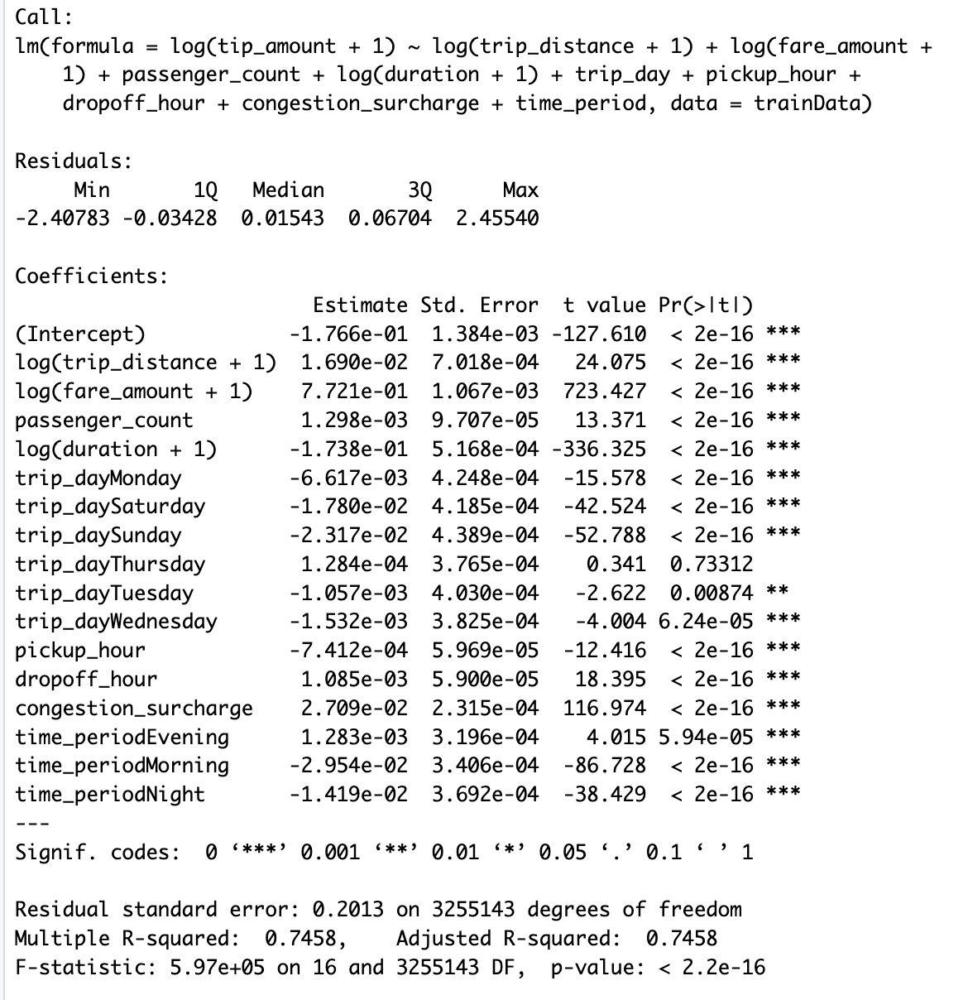 Call:
lm(formula = log(tip_amount + 1) ~ log(trip_distance + 1) + log(fare_amount +
    1) + passenger_count + log(duration + 1) + trip_day + pickup_hour +
    dropoff_hour + congestion_surcharge + time_period, data = trainData)

Residuals:
     Min       1Q   Median       3Q      Max
-2.40783 -0.03428  0.01543  0.06704  2.45540

Coefficients:
                         Estimate Std. Error  t value Pr(>|t|)
(Intercept)            -1.766e-01  1.384e-03 -127.610  < 2e-16 ***
log(trip_distance + 1)  1.690e-02  7.018e-04   24.075  < 2e-16 ***
log(fare_amount + 1)    7.721e-01  1.067e-03  723.427  < 2e-16 ***
passenger_count         1.298e-03  9.707e-05   13.371  < 2e-16 ***
log(duration + 1)      -1.738e-01  5.168e-04 -336.325  < 2e-16 ***
trip_dayMonday         -6.617e-03  4.248e-04  -15.578  < 2e-16 ***
trip_daySaturday       -1.780e-02  4.185e-04  -42.524  < 2e-16 ***
trip_daySunday         -2.317e-02  4.389e-04  -52.788  < 2e-16 ***
trip_dayThursday        1.284e-04  3.765e-04    0.341  0.73312
trip_dayTuesday        -1.057e-03  4.030e-04   -2.622  0.00874 **
trip_dayWednesday      -1.532e-03  3.825e-04   -4.004 6.24e-05 ***
pickup_hour            -7.412e-04  5.969e-05  -12.416  < 2e-16 ***
dropoff_hour            1.085e-03  5.900e-05   18.395  < 2e-16 ***
congestion_surcharge    2.709e-02  2.315e-04  116.974  < 2e-16 ***
time_periodEvening      1.283e-03  3.196e-04    4.015 5.94e-05 ***
time_periodMorning     -2.954e-02  3.406e-04  -86.728  < 2e-16 ***
time_periodNight       -1.419e-02  3.692e-04  -38.429  < 2e-16 ***
---
Signif. codes:  0 ‘***’ 0.001 ‘**’ 0.01 ‘*’ 0.05 ‘.’ 0.1 ‘ ’ 1

Residual standard error: 0.2013 on 3255143 degrees of freedom
Multiple R-squared:  0.7458,    Adjusted R-squared:  0.7458
F-statistic: 5.97e+05 on 16 and 3255143 DF,  p-value: < 2.2e-16